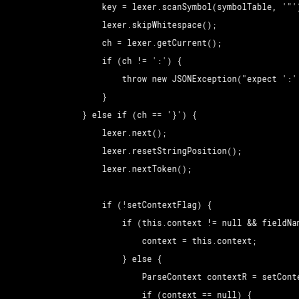 key = lexer.scanSymbol(symbolTable, '"')
lexer.skipWhitespace();
ch = lexer.getCurrent();
if (ch != ':') {
throw new JSONException("expect ':'
}
} else if (ch == '}') {
lexer.next();
lexer.resetStringPosition();
lexer.nextToken();
if (!setContextFlag) {
if (this.context != null && fieldNam
context = this.context;
} else {
ParseContext contextR = setConte
if (context == null) {